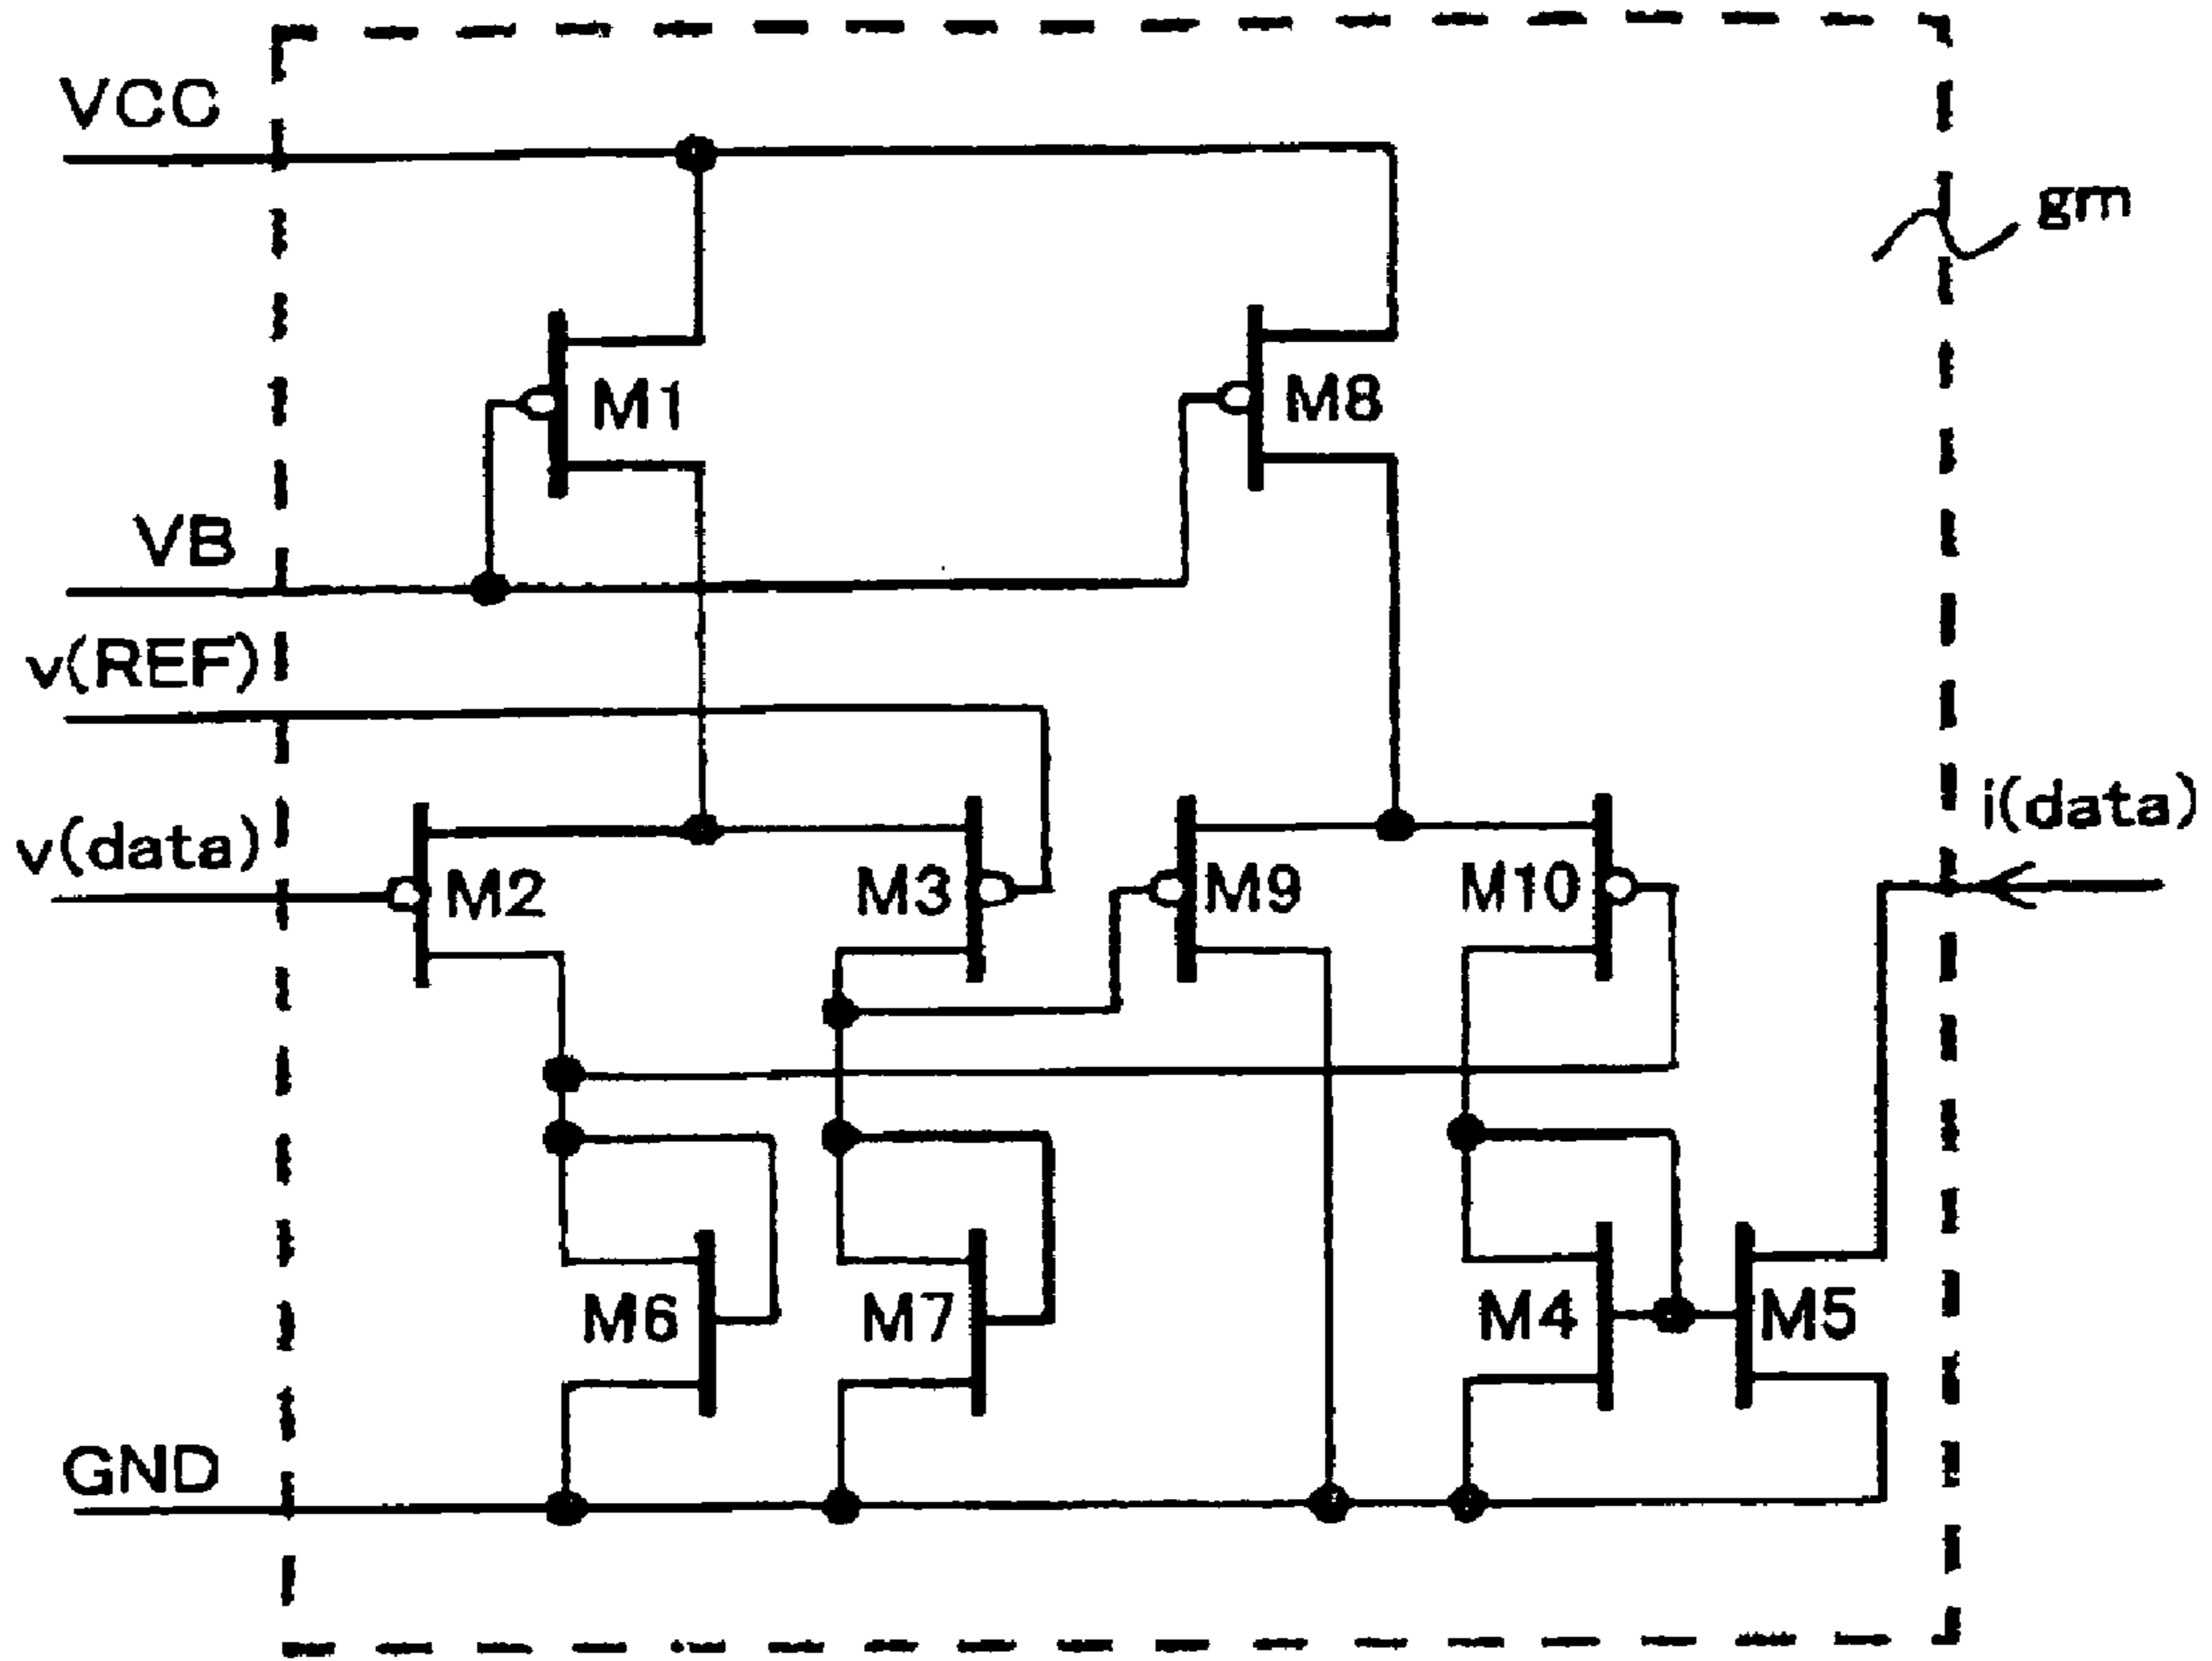 VCC
gm
M1
M8
VB
v(REF)
v(data)
i(data)
M2
M3
M9
M10
M6
M7
M4
M5
GND